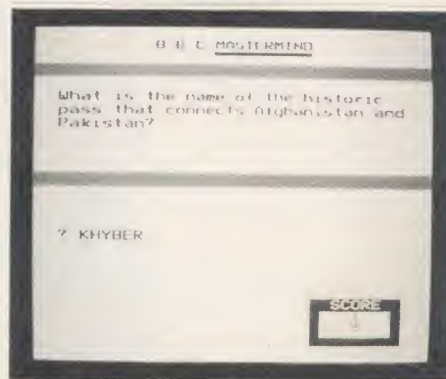 B B C MASTERMIND
What is the name of the historic
pass that connects Afghanistan and
Pakistan?
? KHYBER
SCORE